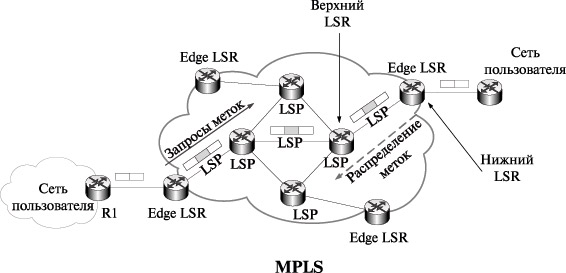 Верхний
LSR
Edge LSR
Edge LSR
Сеть
пользователя
LSP
LSP
Запросы меток
LSP
LSP
LSP
LSP
LSP
Распределение
меток
Нижний
LSR
Сеть
пользователя
R1
Edge LSR
LSP
Edge LSR
MPLS